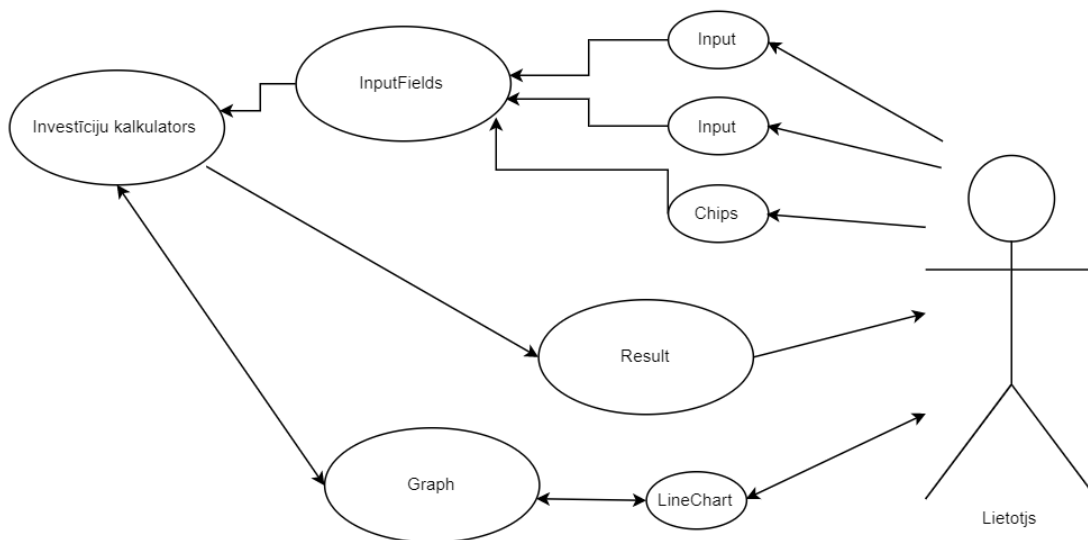 Input
InputFields
Investīciju kalkulators
Input
Chips
Result
Graph
LineChart
Lietotjs